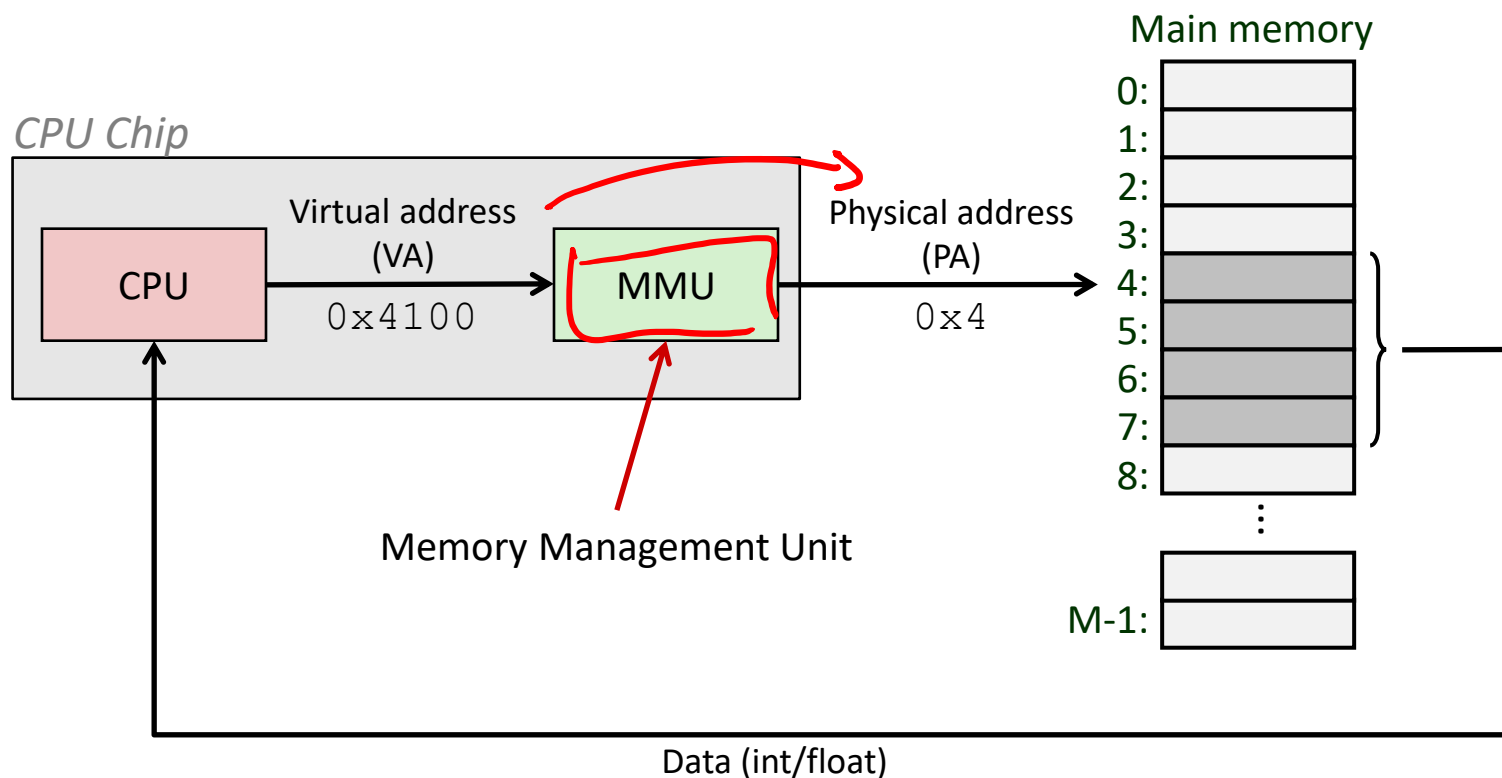 Main memory
CPU Chip
0:
1:
2:
3:
4:
5:
6:
7:
8:
⋮
M-1:
Virtual address
(VA)
0x4100
CPU
MMU
Physical address
(PA)
0x4
Memory Management Unit
Data (int/float)